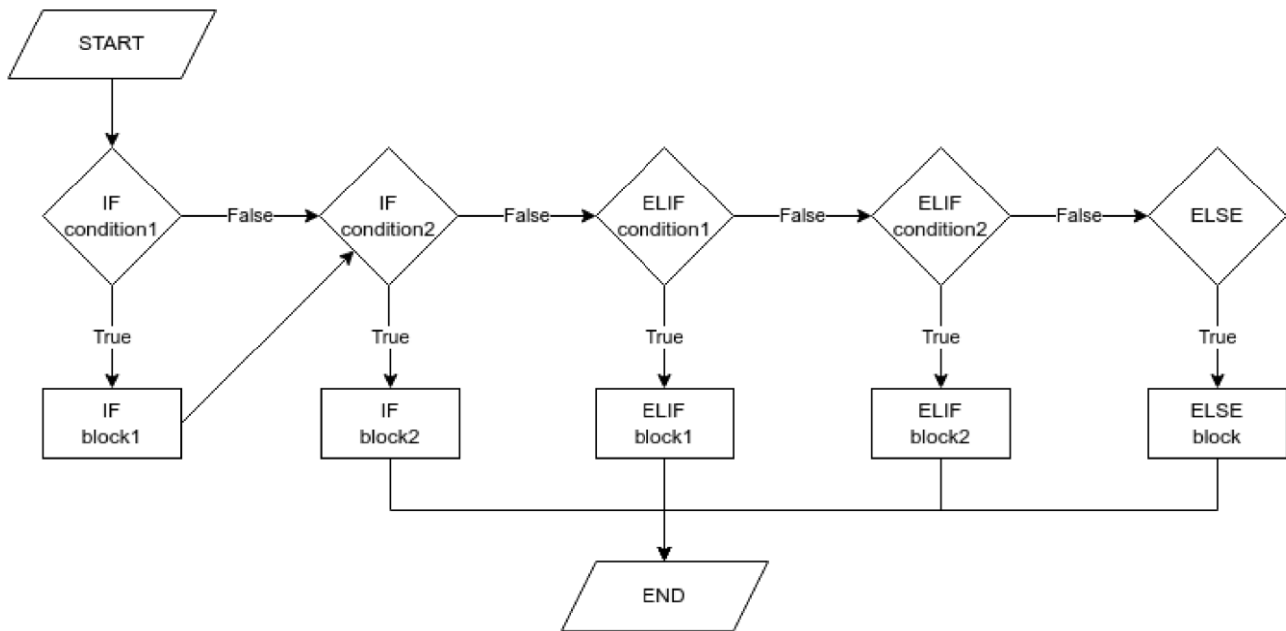 START
IF
condition1
False
IF
condition2
False
ELIF
condition1
False
ELIF
condition2
False
ELSE
True
True
True
True
True
IF
block1
IF
block2
ELIF
block1
ELIF
block2
ELSE
block
END